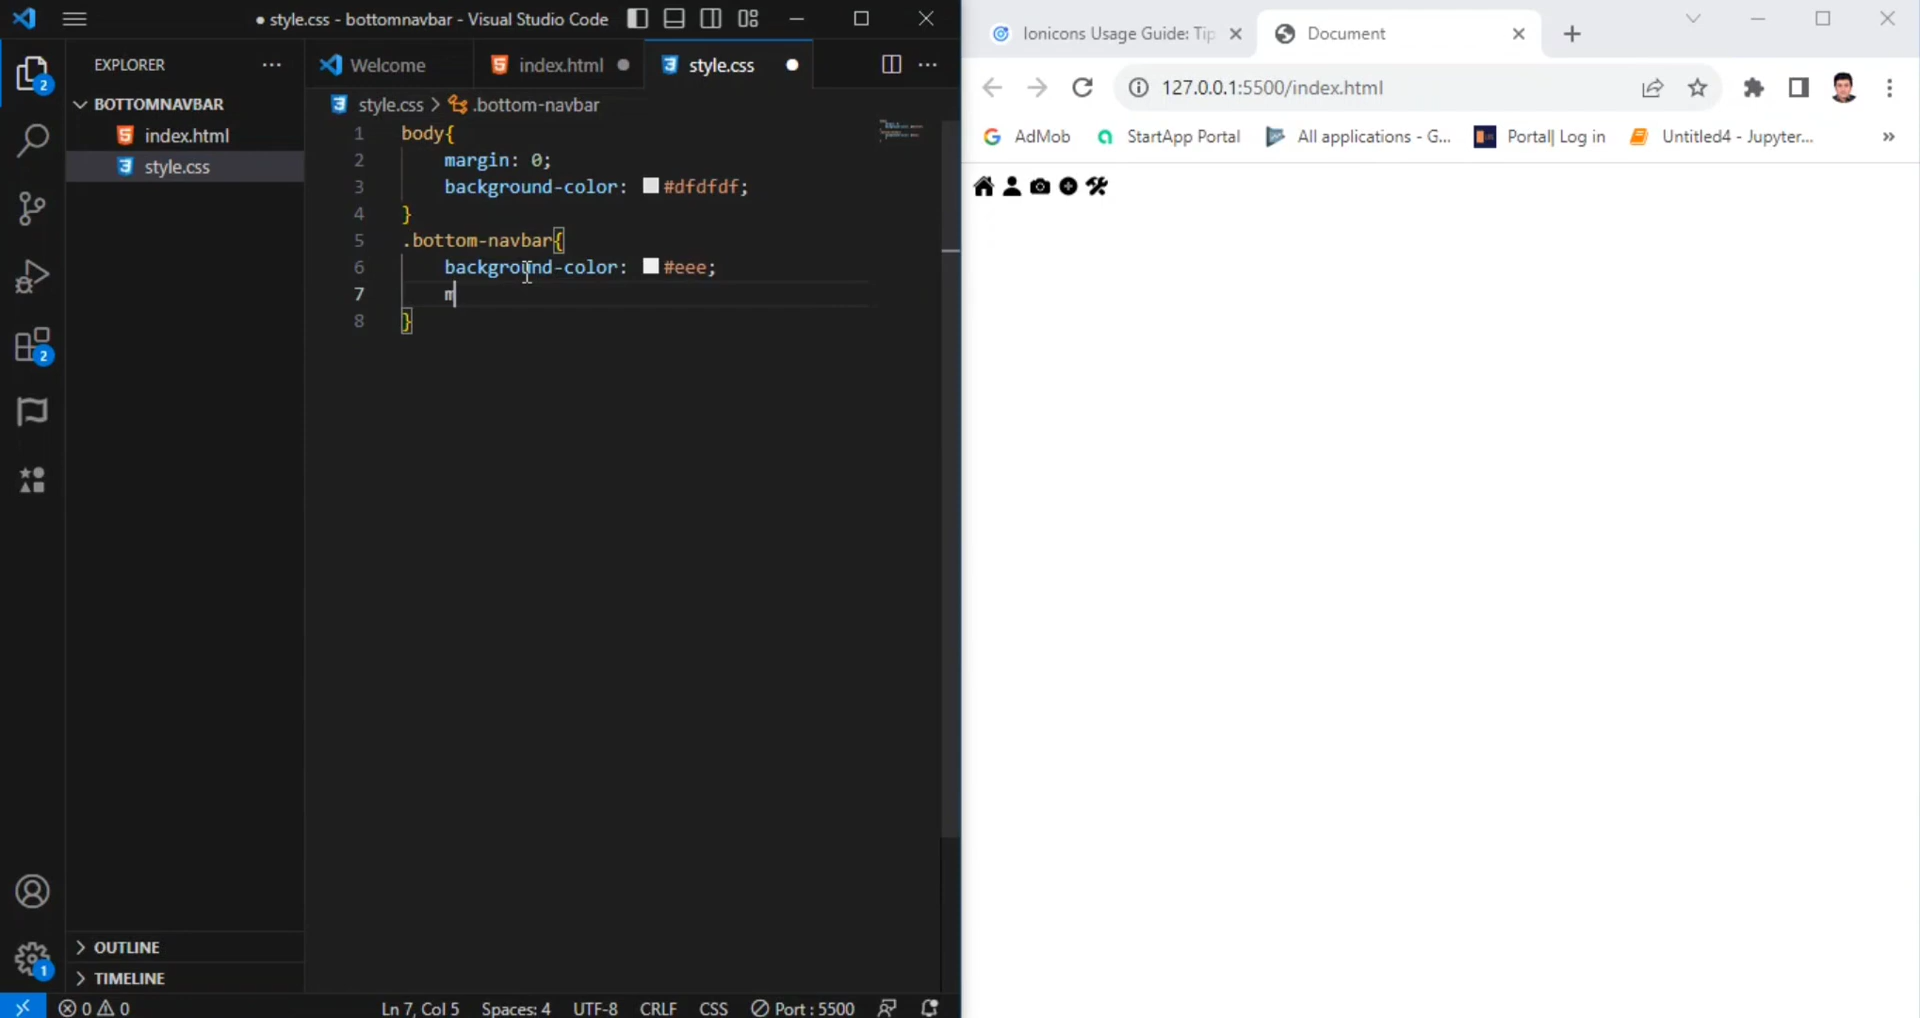 ● style.css - bottomnavbar - Visual Studio Code
EXPLORER
BOTTOMNAVBAR
index.html
style.css
Welcome
index.html
style.css
style.css > .bottom-navbar
1 body{
2 margin: 0;
3 background-color: #dfdfdf;
4 }
5 .bottom-navbar{
6 background-color: #eee;
7 m
8 }
2
2
1
OUTLINE
TIMELINE
0 0
Ln 7, Col 5
Spaces: 4
UTF-8
CRLF
CSS
Port : 5500
Ionicons Usage Guide: Tip
Document
127.0.0.1:5500/index.html
AdMob
StartApp Portal
All applications - G...
Portal| Log in
Untitled4 - Jupyter...
»